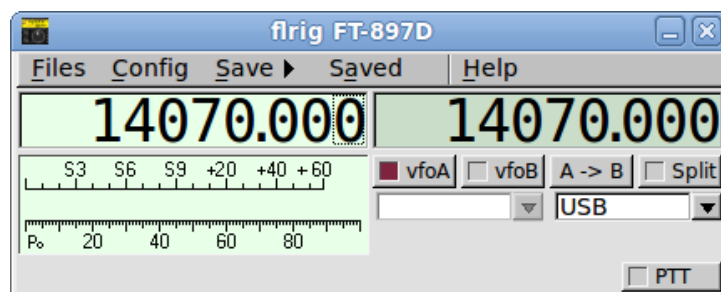 flrig FT-897D
Files Config Save Saved Help
14070.000 14070.000
S3 S6 S9 +20 +40 +60
vfoA vfoB A -> B Split
USB
Po 20 40 60 80
PTT